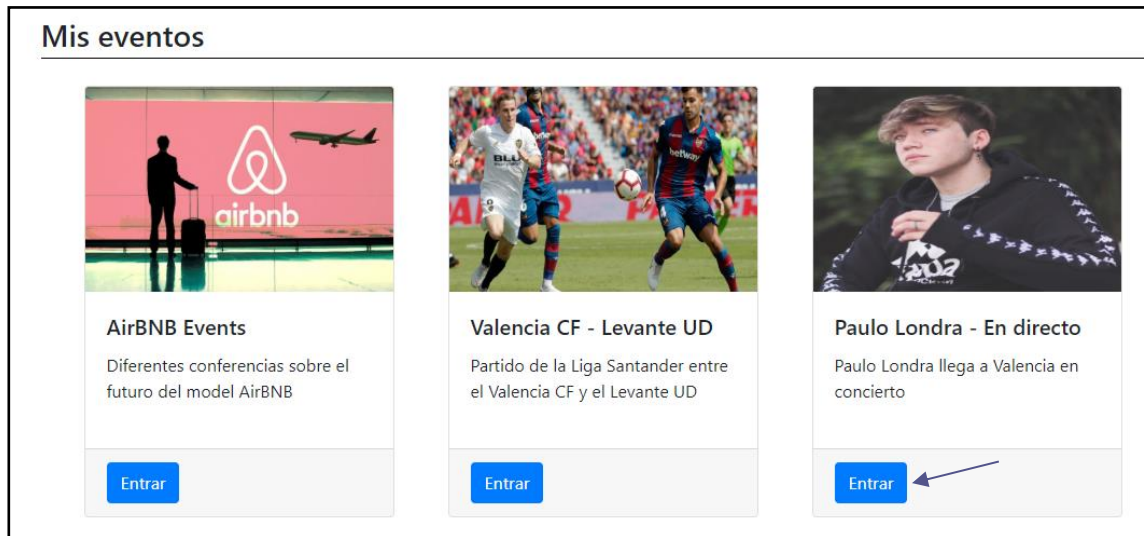 Mis eventos
airbnb
BLU
betway
AirBNB Events
Diferentes conferencias sobre el
futuro del model AirBNB
Entrar
Valencia CF - Levante UD
Partido de la Liga Santander entre
el Valencia CF y el Levante UD
Entrar
Paulo Londra - En directo
Paulo Londra llega a Valencia en
concierto
Entrar